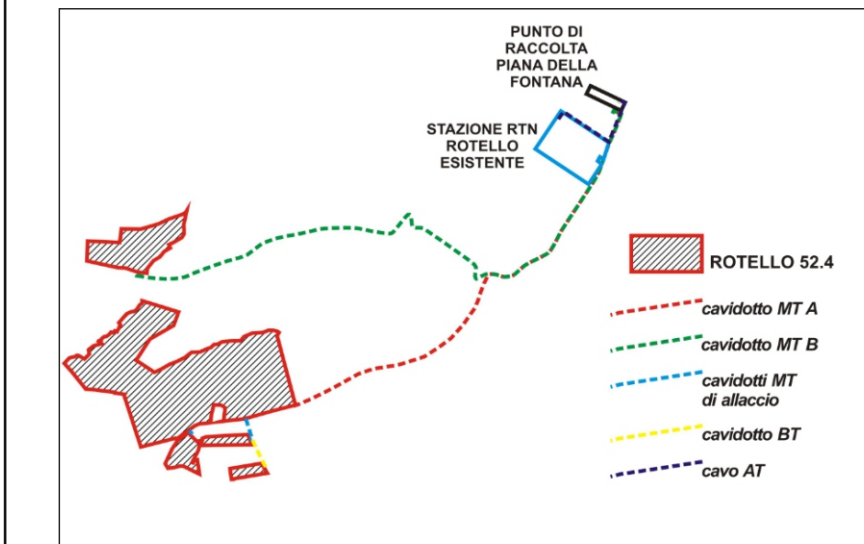 PUNTO DI
RACCOLTA
PIANA DELLA
FONTANA
STAZIONE RTN
ROTELLO
ESISTENTE
ROTELLO 52.4
cavidotto MT A
cavidotto MT B
cavidotti MT
di allaccio
cavidotto BT
cavo AT